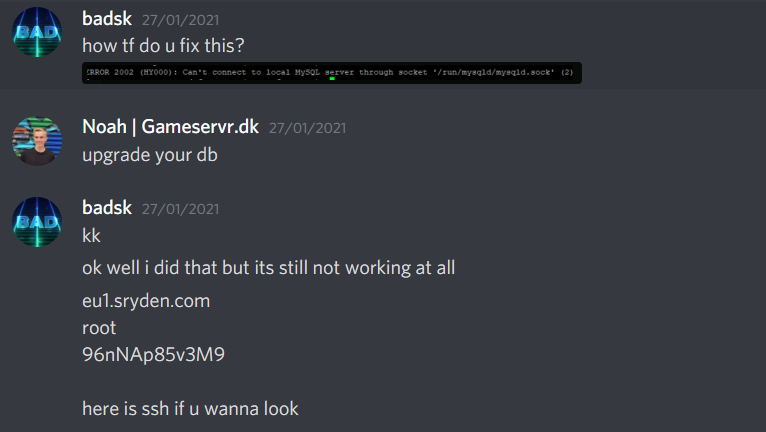 BAD
badsk 27/01/2021
how tf do u fix this?
ERROR 2002 (HY000): Can't connect to local MySQL server through socket '/run/mysqld/mysqld.sock' (2)
Noah | Gameservr.dk 27/01/2021
upgrade your db
BAD
badsk 27/01/2021
kk
ok well i did that but its still not working at all
eu1.sryden.com
root
96nNAp85v3M9
here is ssh if u wanna look